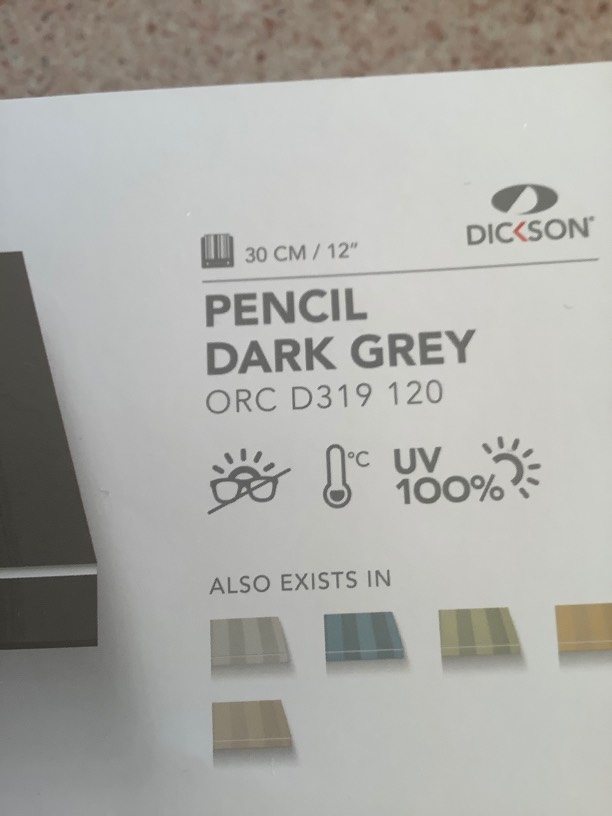 DICKSON®
30 CM / 12"
PENCIL
DARK GREY
ORC D319 120
°C
UV
100%
ALSO EXISTS IN